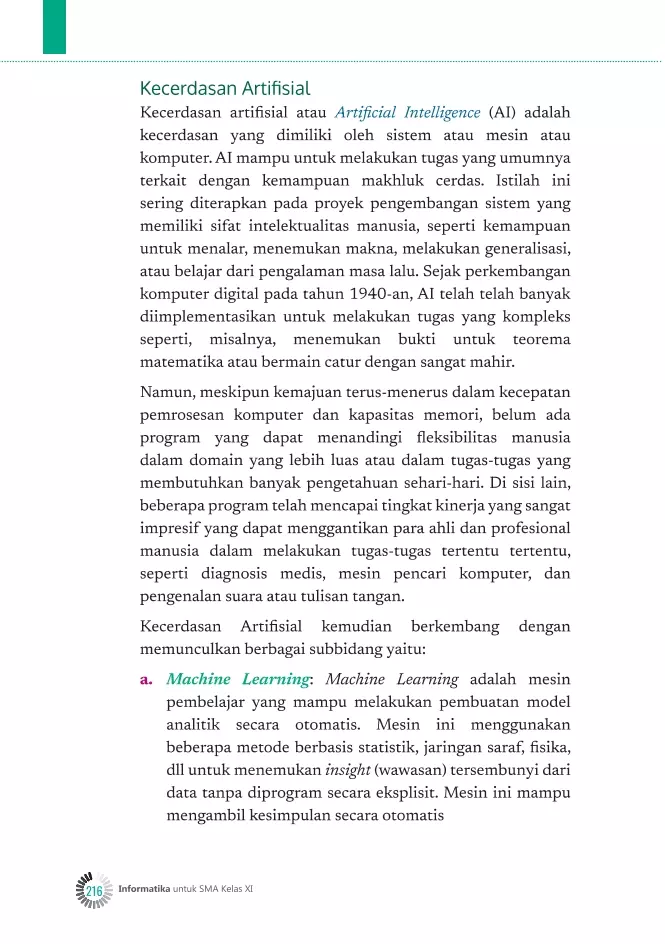 Kecerdasan Artifisial
Kecerdasan artifisial atau Artificial Intelligence (AI) adalah
kecerdasan yang dimiliki oleh sistem atau mesin atau
komputer. AI mampu untuk melakukan tugas yang umumnya
terkait dengan kemampuan makhluk cerdas. Istilah ini
sering diterapkan pada proyek pengembangan sistem yang
memiliki sifat intelektualitas manusia, seperti kemampuan
untuk menalar, menemukan makna, melakukan generalisasi,
atau belajar dari pengalaman masa lalu. Sejak perkembangan
komputer digital pada tahun 1940-an, AI telah telah banyak
diimplementasikan untuk melakukan tugas yang kompleks
seperti, misalnya, menemukan bukti untuk teorema
matematika atau bermain catur dengan sangat mahir.
Namun, meskipun kemajuan terus-menerus dalam kecepatan
pemrosesan komputer dan kapasitas memori, belum ada
program yang dapat menandingi fleksibilitas manusia
dalam domain yang lebih luas atau dalam tugas-tugas yang
membutuhkan banyak pengetahuan sehari-hari. Di sisi lain,
beberapa program telah mencapai tingkat kinerja yang sangat
impresif yang dapat menggantikan para ahli dan profesional
manusia dalam melakukan tugas-tugas tertentu tertentu,
seperti diagnosis medis, mesin pencari komputer, dan
pengenalan suara atau tulisan tangan.
Kecerdasan Artifisial kemudian berkembang dengan
memunculkan berbagai subbidang yaitu:
a. Machine Learning: Machine Learning adalah mesin
pembelajar yang mampu melakukan pembuatan model
analitik secara otomatis. Mesin ini menggunakan
beberapa metode berbasis statistik, jaringan saraf, fisika,
dll untuk menemukan insight (wawasan) tersembunyi dari
data tanpa diprogram secara eksplisit. Mesin ini mampu
mengambil kesimpulan secara otomatis
216 Informatika untuk SMA Kelas XI